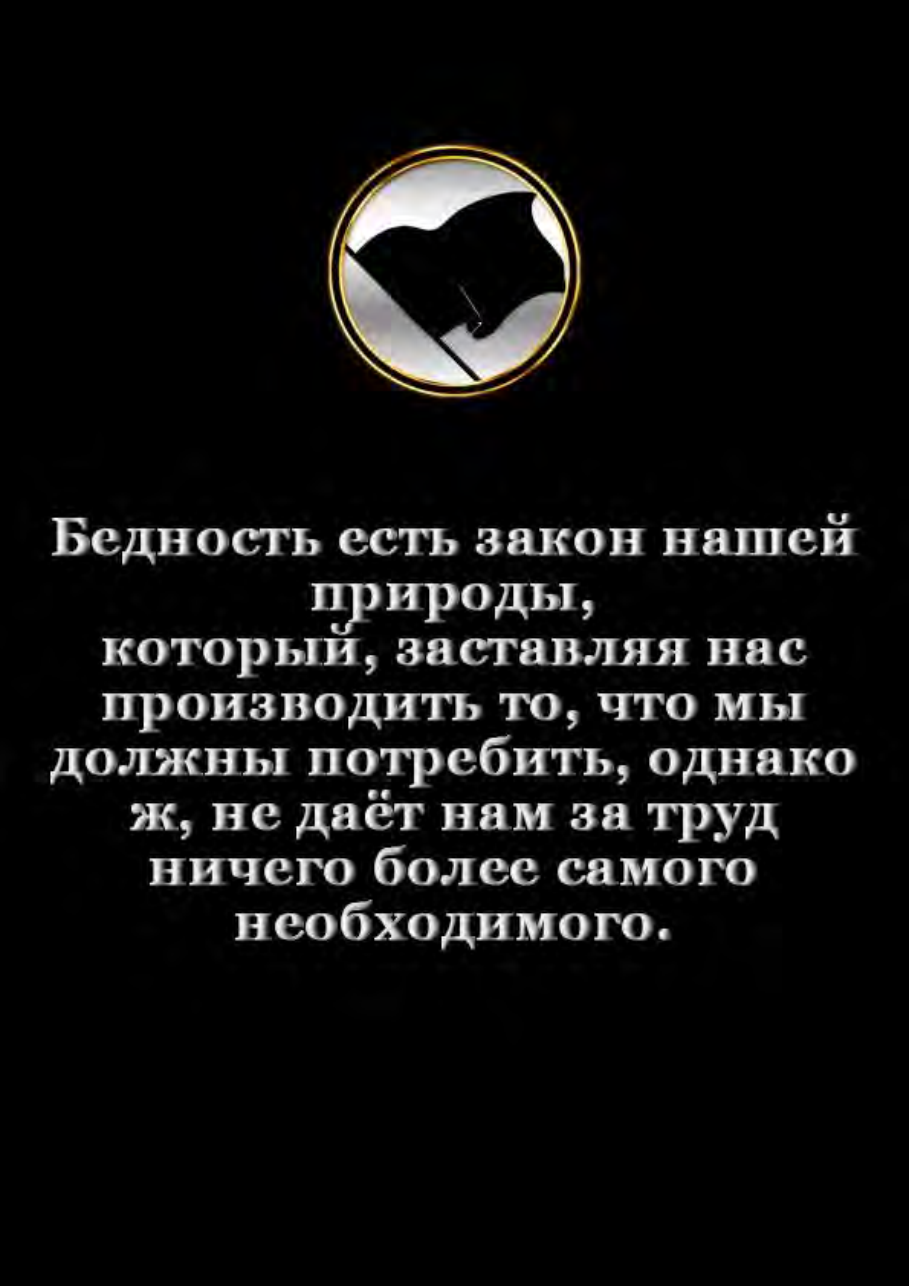 Бедность есть закон нашей
природы,
который, заставляя нас
производить то, что мы
должны потребить, однако
ж, не даёт нам за труд
ничего более самого
необходимого.